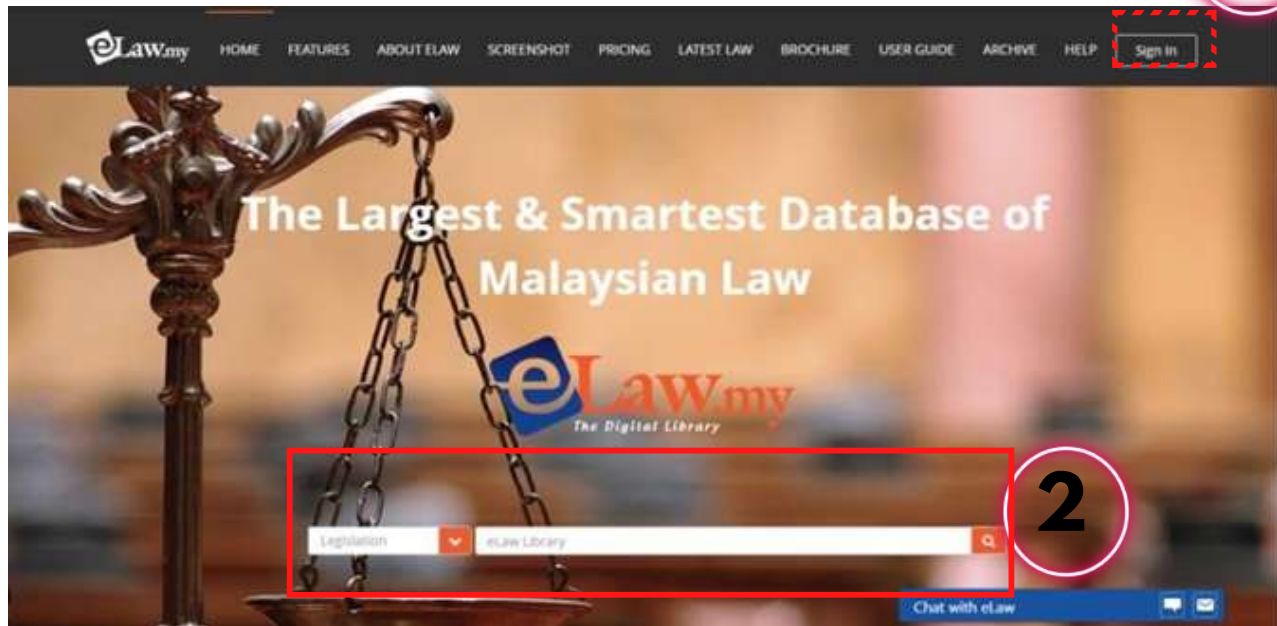 eLaw.my HOME FEATURES ABOUT ELAW SCREENSHOT PRICING LATEST LAW BROCHURE USER GUIDE ARCHIVE HELP Sign In
The Largest & Smartest Database of
Malaysian Law
eLaw.my
The Digital Library
2
Legislation eLaw Library
Chat with eLaw